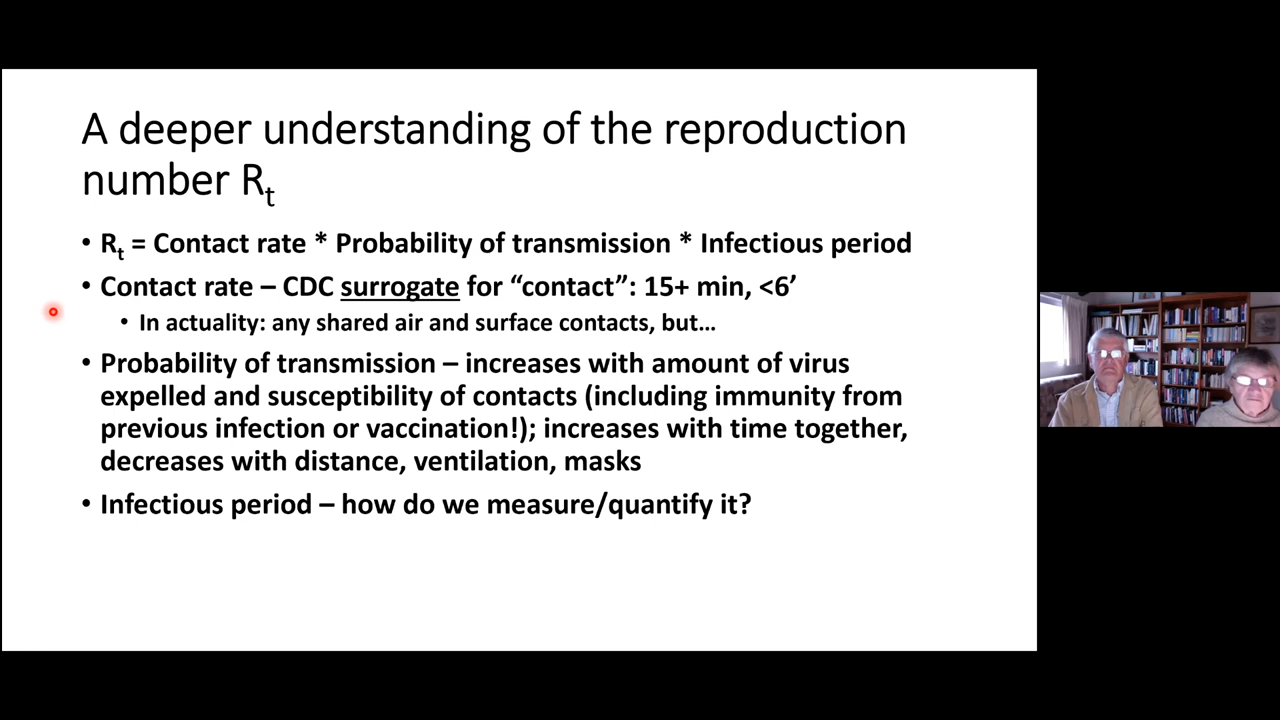 A deeper understanding of the reproduction
number Rt
• Rt = Contact rate * Probability of transmission * Infectious period
• Contact rate – CDC surrogate for “contact”: 15+ min, <6’
• In actuality: any shared air and surface contacts, but…
• Probability of transmission – increases with amount of virus
expelled and susceptibility of contacts (including immunity from
previous infection or vaccination!); increases with time together,
decreases with distance, ventilation, masks
• Infectious period – how do we measure/quantify it?